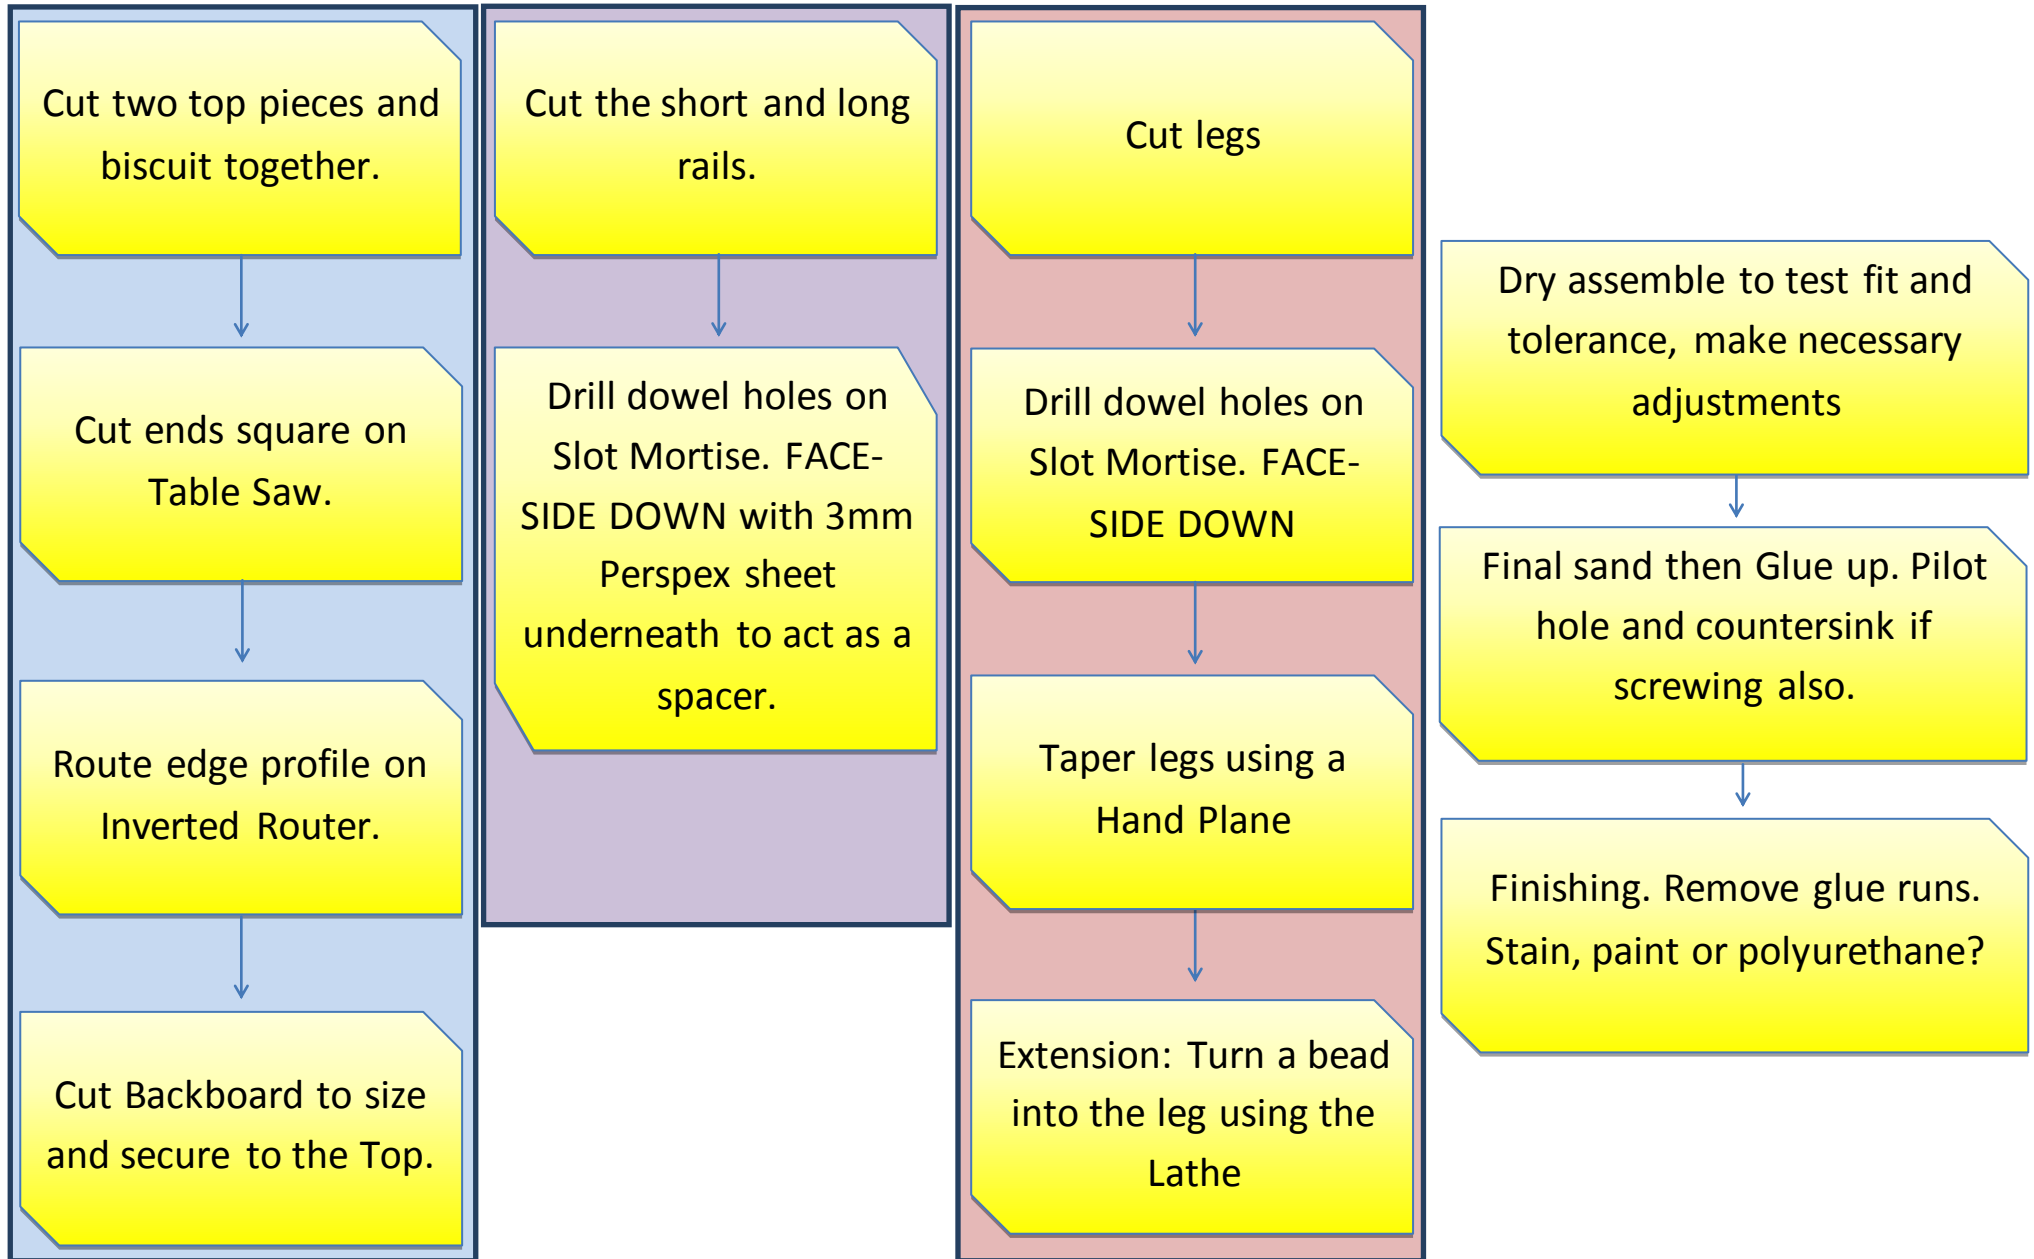 Cut two top pieces and
biscuit together.
Cut ends square on
Table Saw.
Route edge profile on
Inverted Router.
Cut Backboard to size
and secure to the Top.
Cut the short and long
rails.
Drill dowel holes on
Slot Mortise. FACE-
SIDE DOWN with 3mm
Perspex sheet
underneath to act as a
spacer.
Cut legs
Drill dowel holes on
Slot Mortise. FACE-
SIDE DOWN
Taper legs using a
Hand Plane
Extension: Turn a bead
into the leg using the
Lathe
Dry assemble to test fit and
tolerance, make necessary
adjustments
Final sand then Glue up. Pilot
hole and countersink if
screwing also.
Finishing. Remove glue runs.
Stain, paint or polyurethane?